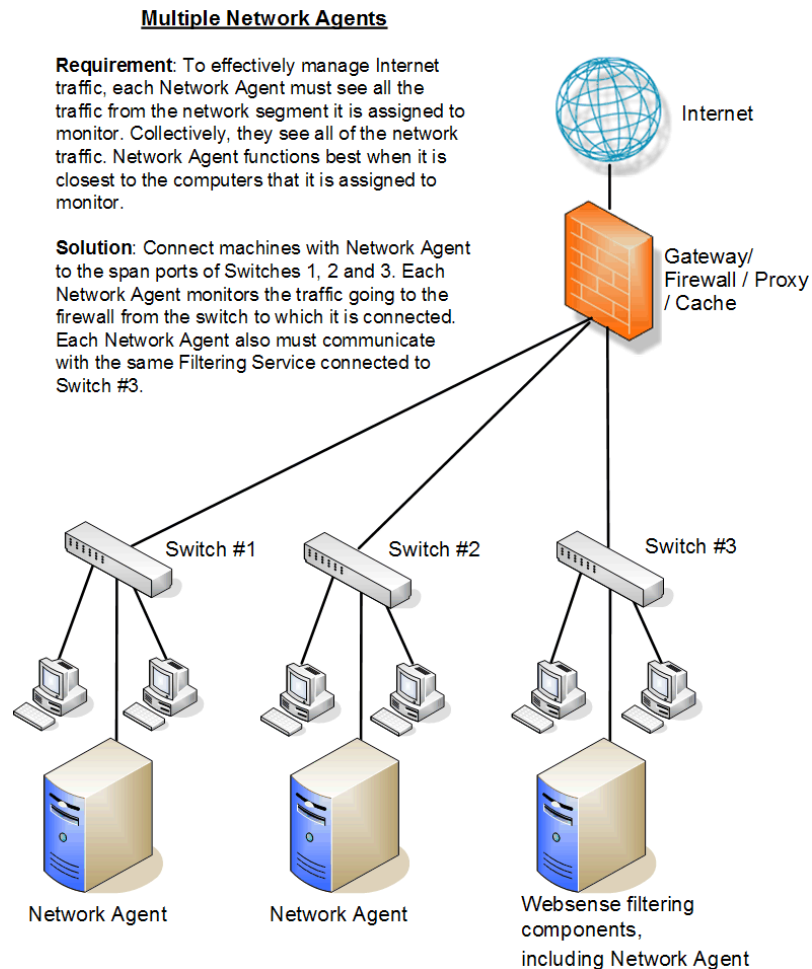 Multiple Network Agents
Requirement: To effectively manage Internet
traffic, each Network Agent must see all the
traffic from the network segment it is assigned to
monitor. Collectively, they see all of the network
traffic. Network Agent functions best when it is
closest to the computers that it is assigned to
monitor.
Solution: Connect machines with Network Agent
to the span ports of Switches 1, 2 and 3. Each
Network Agent monitors the traffic going to the
firewall from the switch to which it is connected.
Each Network Agent also must communicate
with the same Filtering Service connected to
Switch #3.
Internet
Gateway/
Firewall / Proxy
/ Cache
Switch #1
Switch #2
Switch #3
Network Agent
Network Agent
Websense filtering
components,
including Network Agent